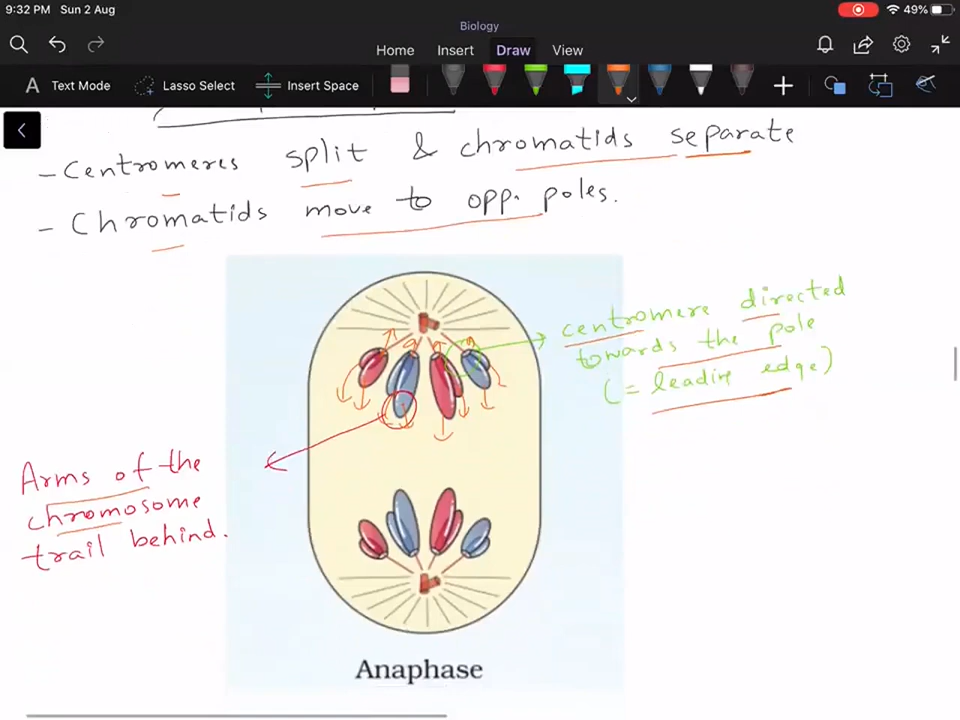 9:32 PM Sun 2 Aug
49%
Biology
Home Insert Draw View
Text Mode
Lasso Select
Insert Space
- Centromeres split & chromatids separate
- Chromatids move to opp. poles.
centromere directed
towards the pole
(= leadin edge)
Arms of the
chromosome
trail behind.
Anaphase